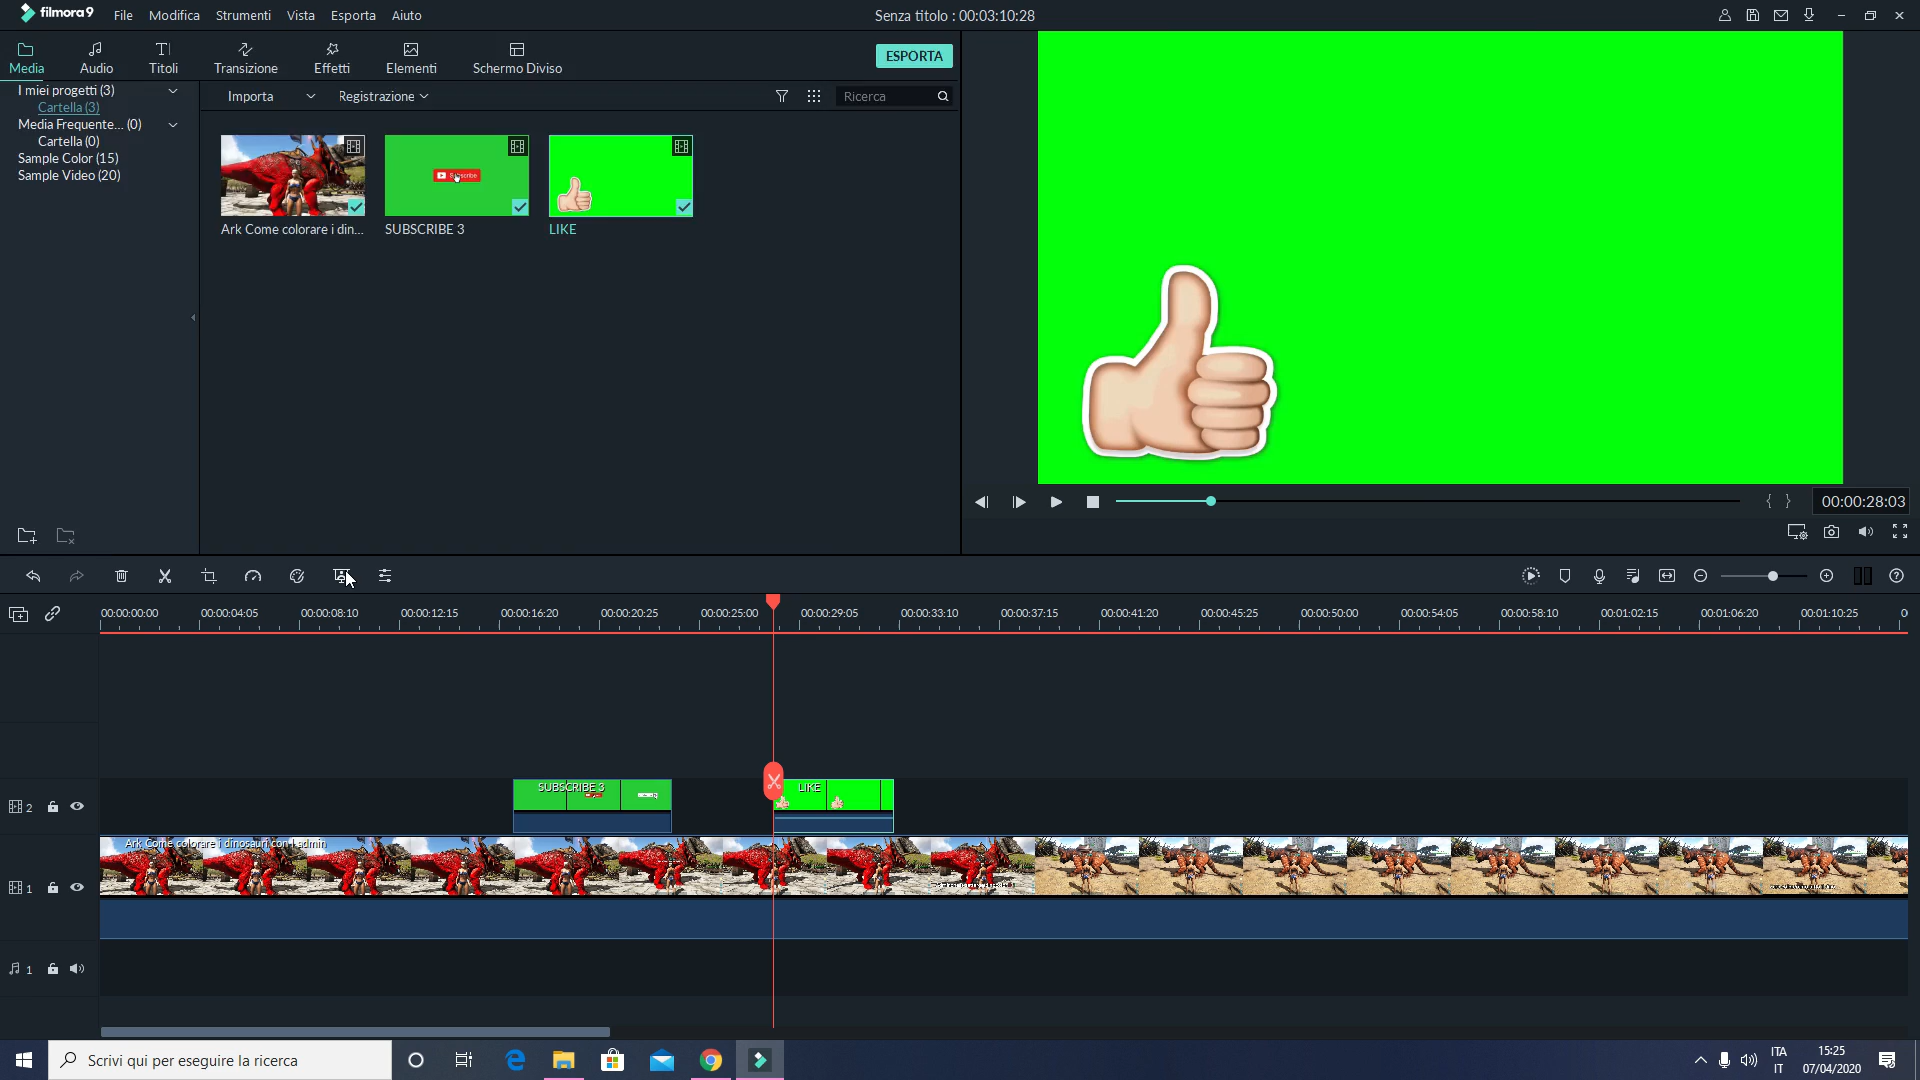 filmora9 File Modifica Strumenti Vista Esporta Aiuto Senza titolo : 00:03:10:28
Media Audio Titoli Transizione Effetti Elementi Schermo Diviso ESPORTA
I miei progetti (3)
Cartella (3)
Media Frequente... (0)
Cartella (0)
Sample Color (15)
Sample Video (20)
Importa Registrazione Ricerca
Ark Come colorare i din... SUBSCRIBE 3 LIKE
00:00:28:03
00:00:00:00 00:00:04:05 00:00:08:10 00:00:12:15 00:00:16:20 00:00:20:25 00:00:25:00 00:00:29:05 00:00:33:10 00:00:37:15 00:00:41:20 00:00:45:25 00:00:50:00 00:00:54:05 00:00:58:10 00:01:02:15 00:01:06:20 00:01:10:25
SUBSCRIBE 3 LIKE
2
Ark Come colorare i dinosauri con l admin
1
1
Scrivi qui per eseguire la ricerca
ITA
IT
15:25
07/04/2020